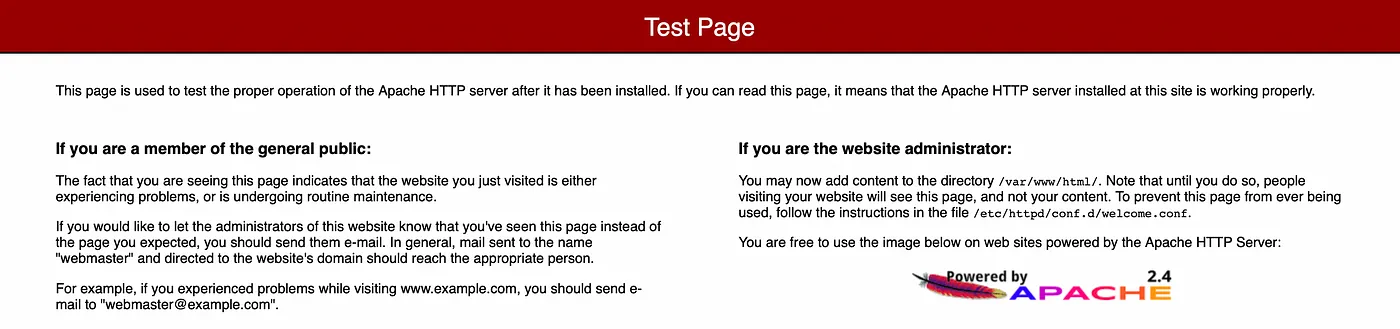 Test Page
This page is used to test the proper operation of the Apache HTTP server after it has been installed. If you can read this page, it means that the Apache HTTP server installed at this site is working properly.
If you are a member of the general public:
The fact that you are seeing this page indicates that the website you just visited is either
experiencing problems, or is undergoing routine maintenance.
If you would like to let the administrators of this website know that you've seen this page instead of
the page you expected, you should send them e-mail. In general, mail sent to the name
"webmaster" and directed to the website's domain should reach the appropriate person.
For example, if you experienced problems while visiting www.example.com, you should send e-
mail to "webmaster@example.com".
If you are the website administrator:
You may now add content to the directory /var/www/html/. Note that until you do so, people
visiting your website will see this page, and not your content. To prevent this page from ever being
used, follow the instructions in the file /etc/httpd/conf.d/welcome.conf.
You are free to use the image below on web sites powered by the Apache HTTP Server:
Powered by 2.4
APACHE